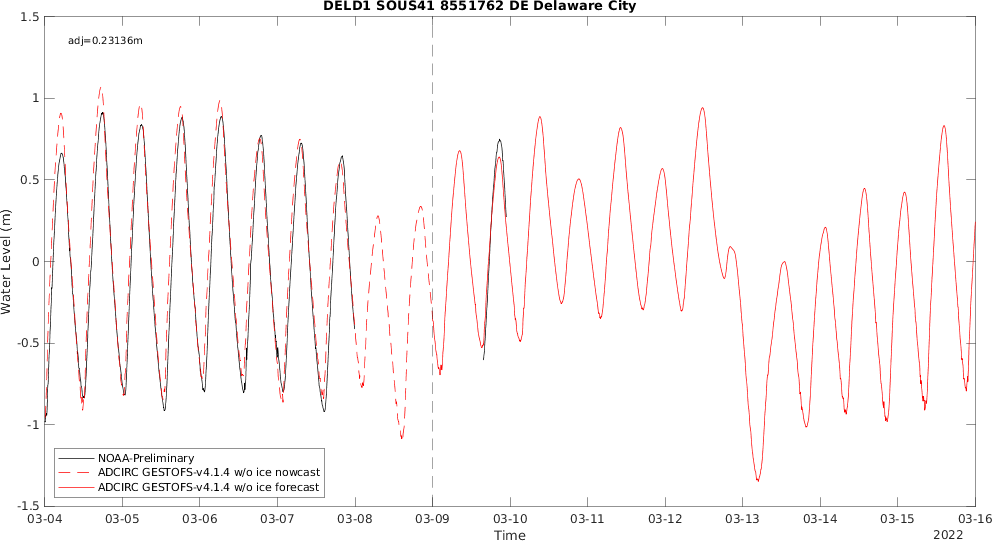 DELD1 SOUS41 8551762 DE Delaware City
adj=0.23136m
1.5
1
0.5
0
-0.5
-1
-1.5
Water Level (m)
NOAA-Preliminary
ADCIRC GESTOFS-v4.1.4 w/o ice nowcast
ADCIRC GESTOFS-v4.1.4 w/o ice forecast
03-04 03-05 03-06 03-07 03-08 03-09 03-10 03-11 03-12 03-13 03-14 03-15 03-16
Time
2022